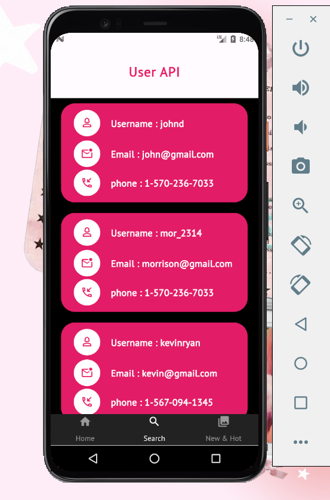 8:48
User API
Username : johnd
Email : john@gmail.com
phone : 1-570-236-7033
Username : mor_2314
Email : morrison@gmail.com
phone : 1-570-236-7033
Username : kevinryan
Email : kevin@gmail.com
phone : 1-567-094-1345
Home Search New & Hot